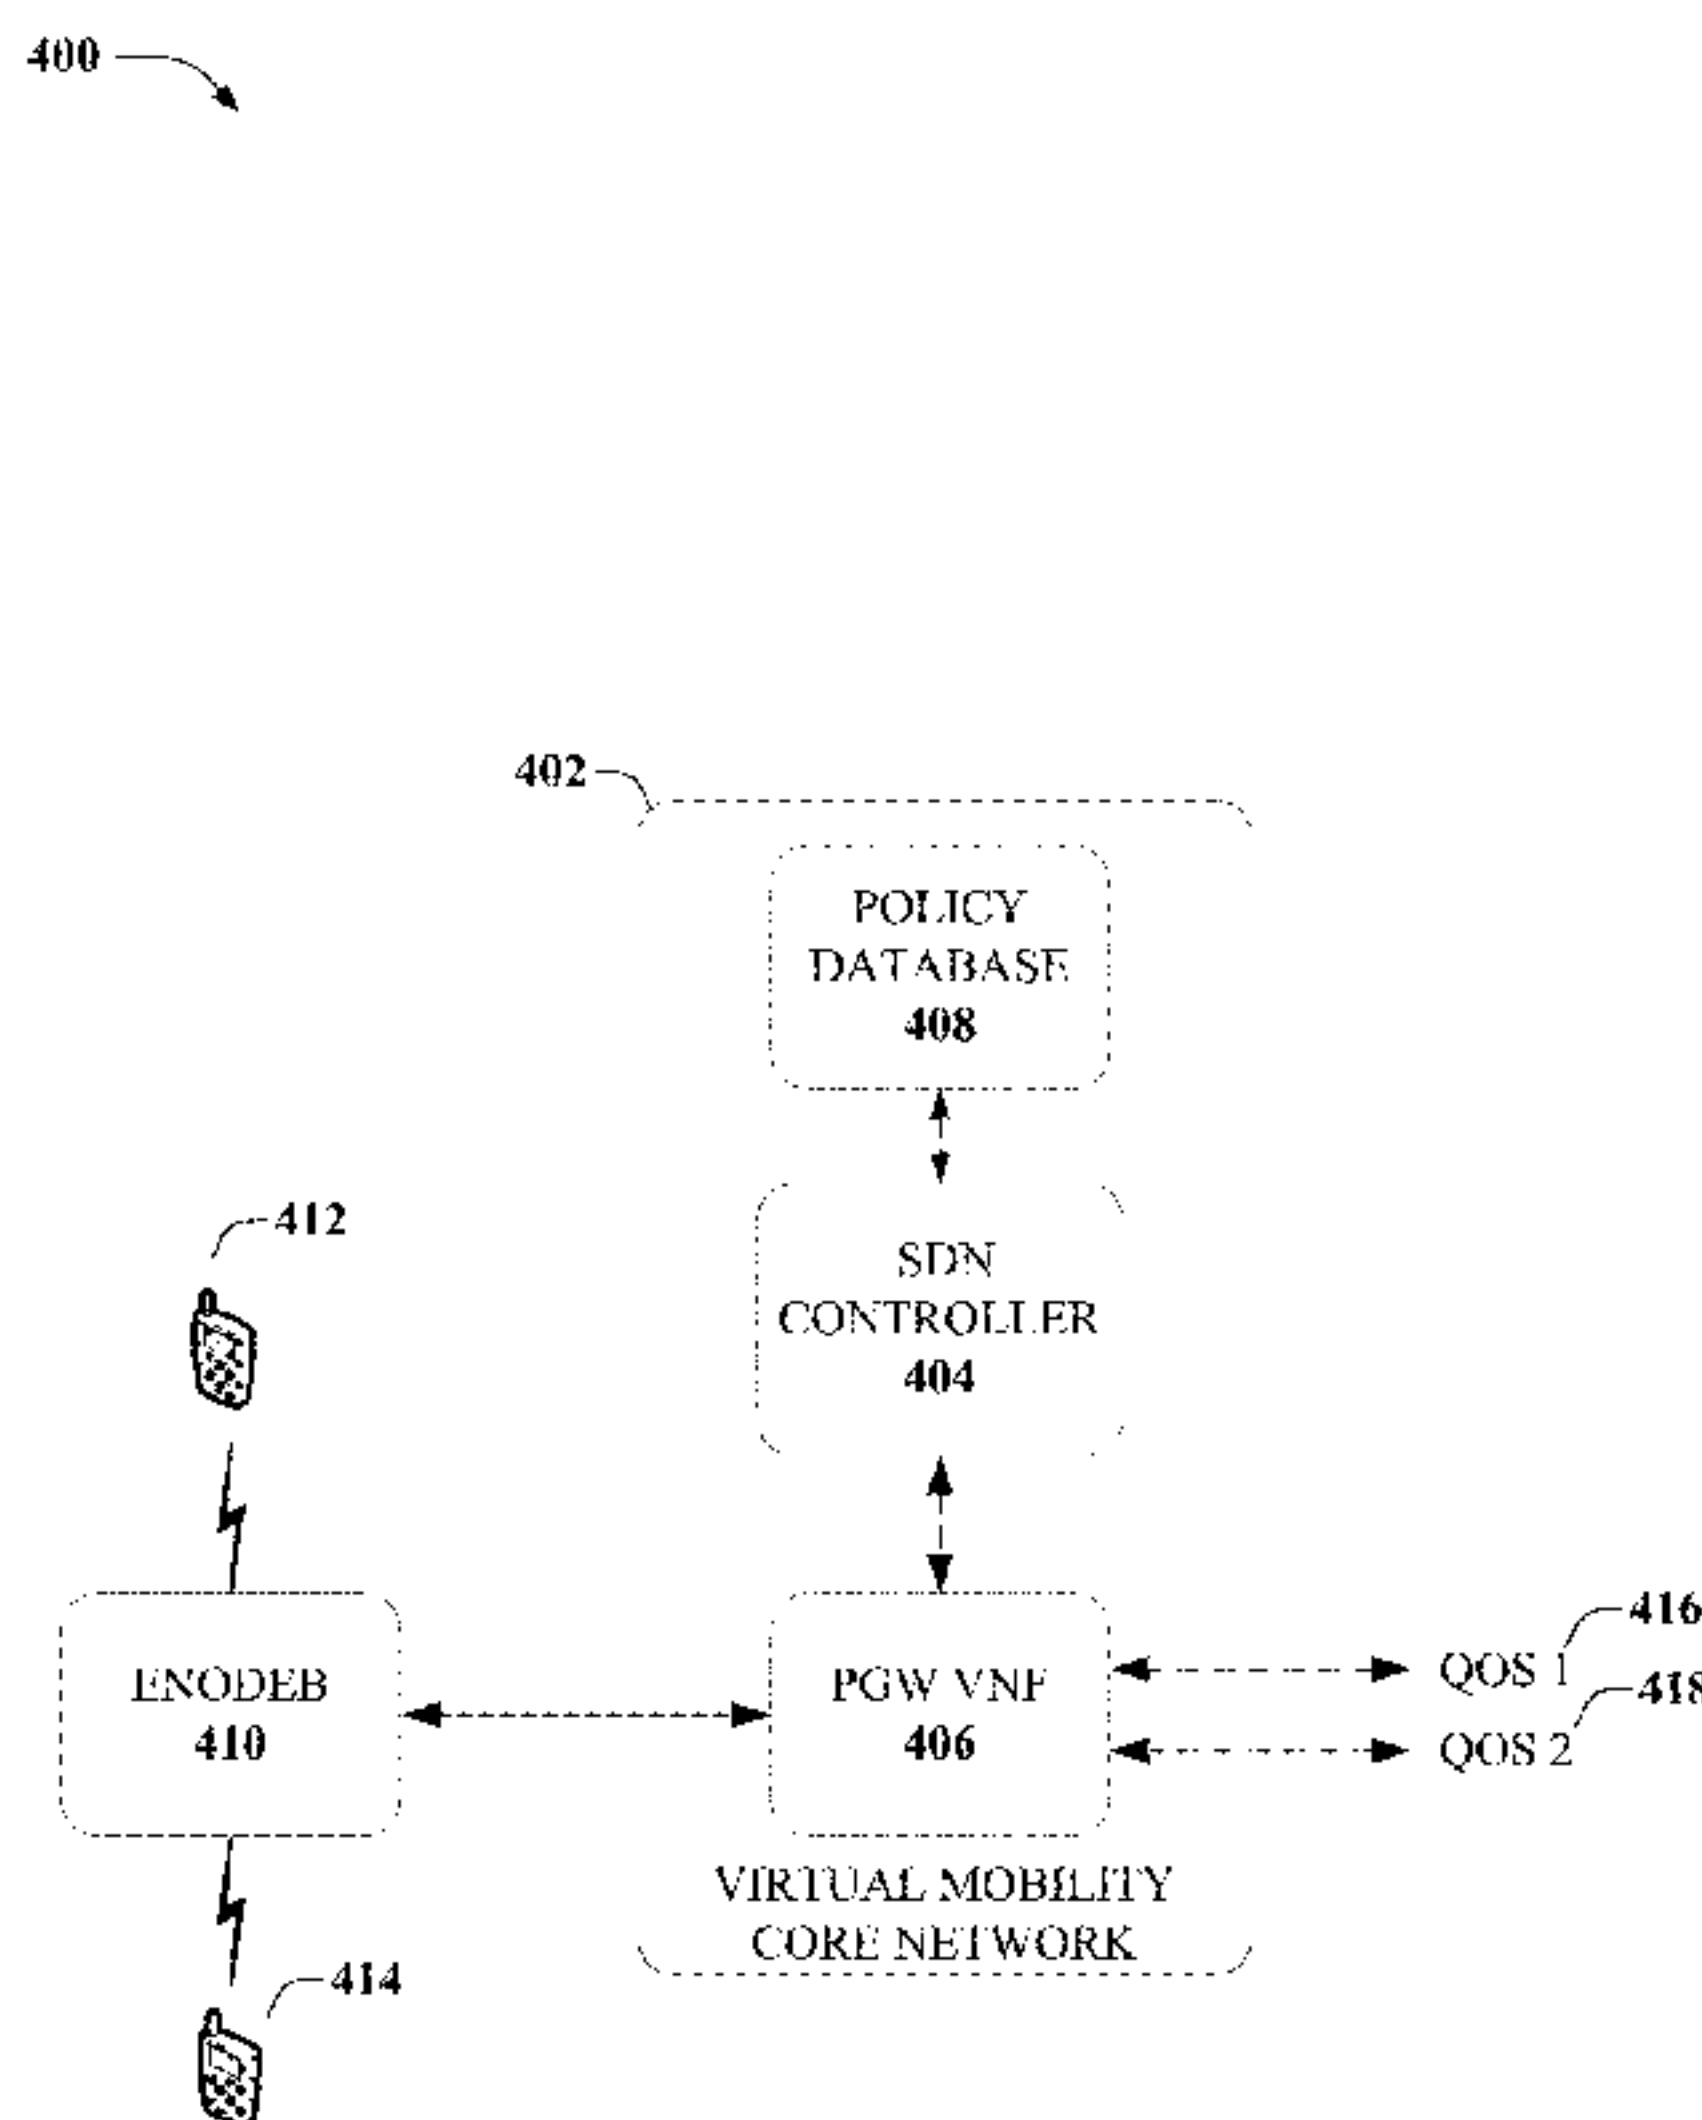 400
402
POLICY
DATABASE
408
412
SDN
CONTROLLER
404
416
ENODEB
410
PGW VNF
406
QOS 1
418
QOS 2
VIRTUAL MOBILITY
CORE NETWORK
414